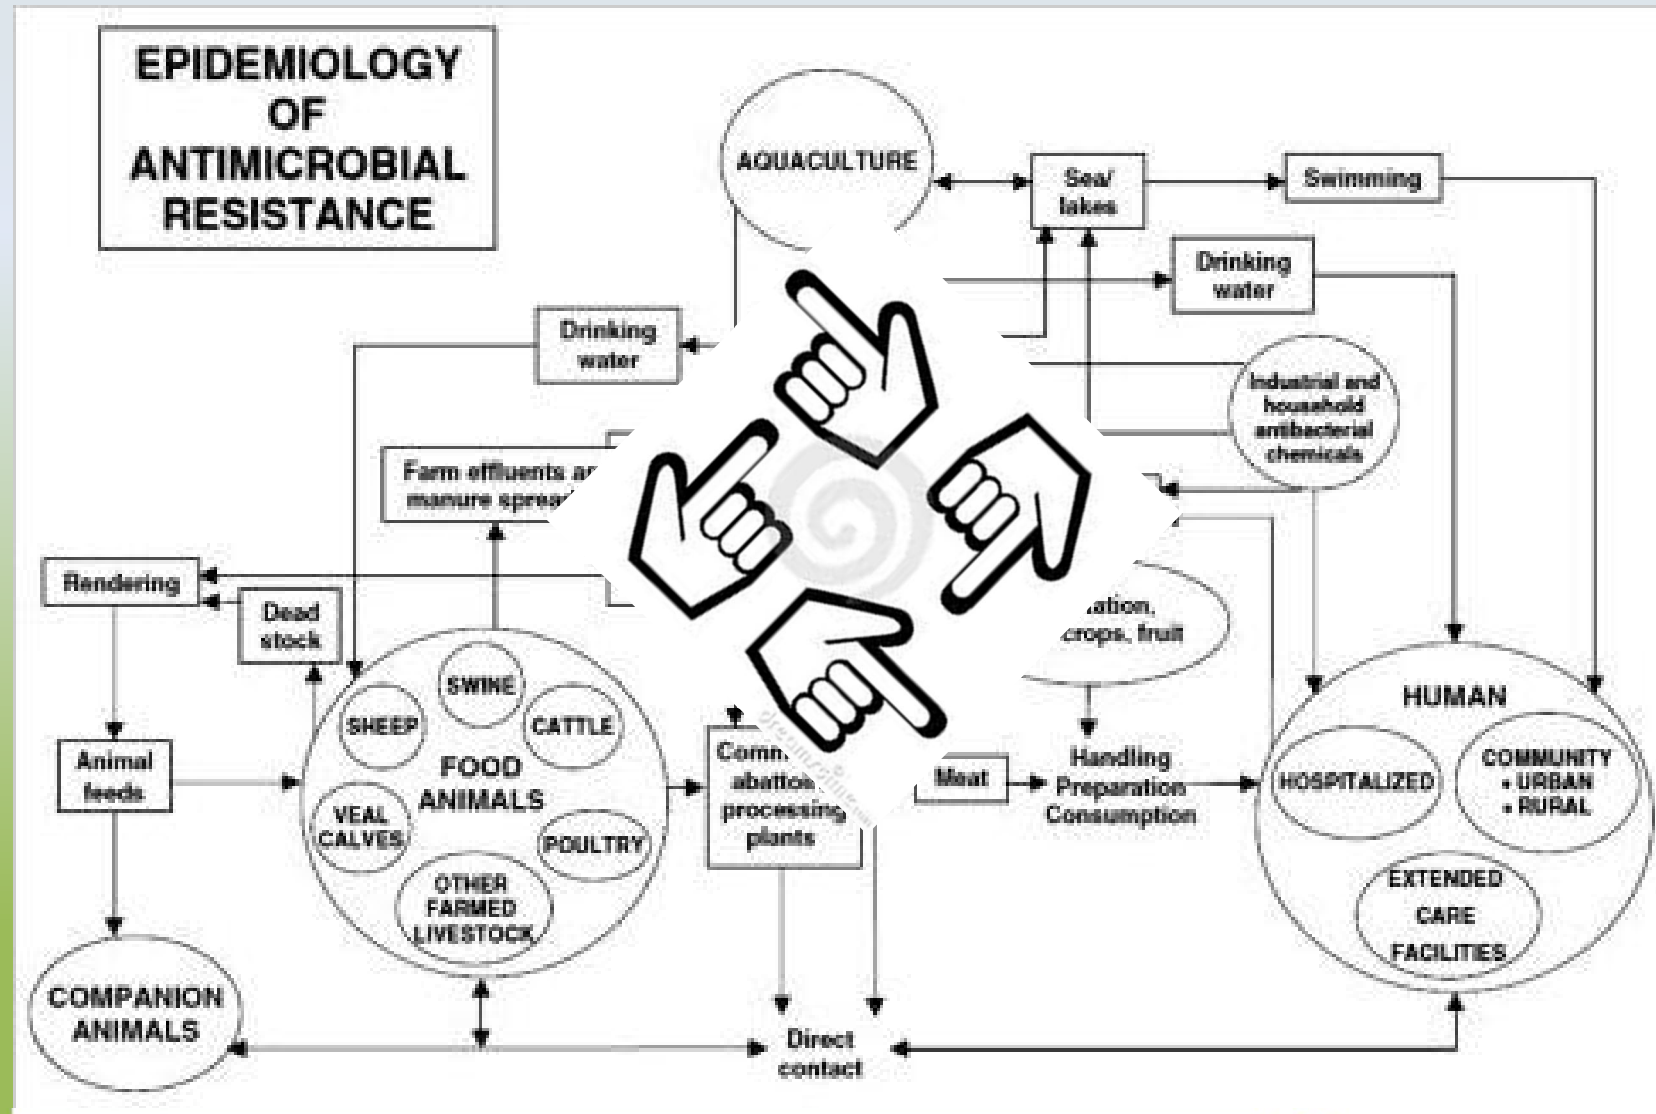 EPIDEMIOLOGY
OF
ANTIMICROBIAL
RESISTANCE
AQUACULTURE
Sea/
lakes
Swimming
Drinking
water
Drinking
water
Industrial and
household
antibacterial
chemicals
Farm effluents
manure
Rendering
Dead
stock
crops, fruit
SWINE
SHEEP
CATTLE
FOOD
ANIMALS
VEAL
CALVES
POULTRY
OTHER
FARMED
LIVESTOCK
Animal
feeds
processing
plants
Meat
Handling
Preparation
Consumption
HUMAN
HOSPITALIZED
COMMUNITY
• URBAN
• RURAL
EXTENDED
CARE
FACILITIES
COMPANION
ANIMALS
Direct
contact